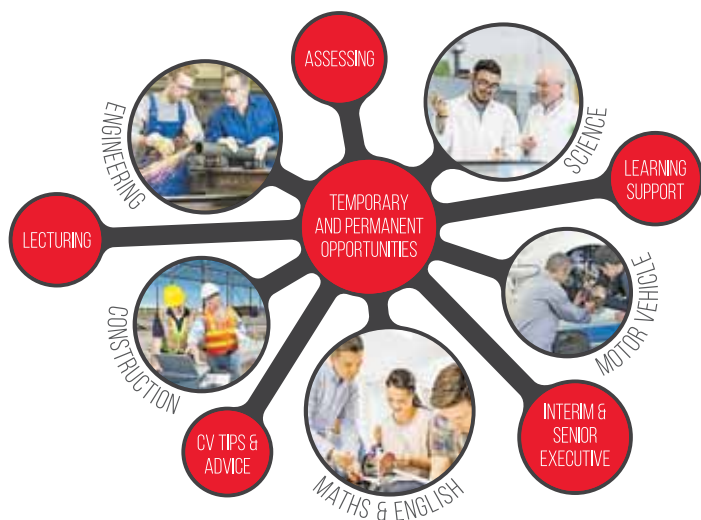 ASSESSING
ENGINEERING
SCIENCE
LEARNING
SUPPORT
TEMPORARY
AND PERMANENT
OPPORTUNITIES
LECTURING
CONSTRUCTION
MOTOR VEHICLE
CV TIPS &
ADVICE
MATHS & ENGLISH
INTERIM &
SENIOR
EXECUTIVE